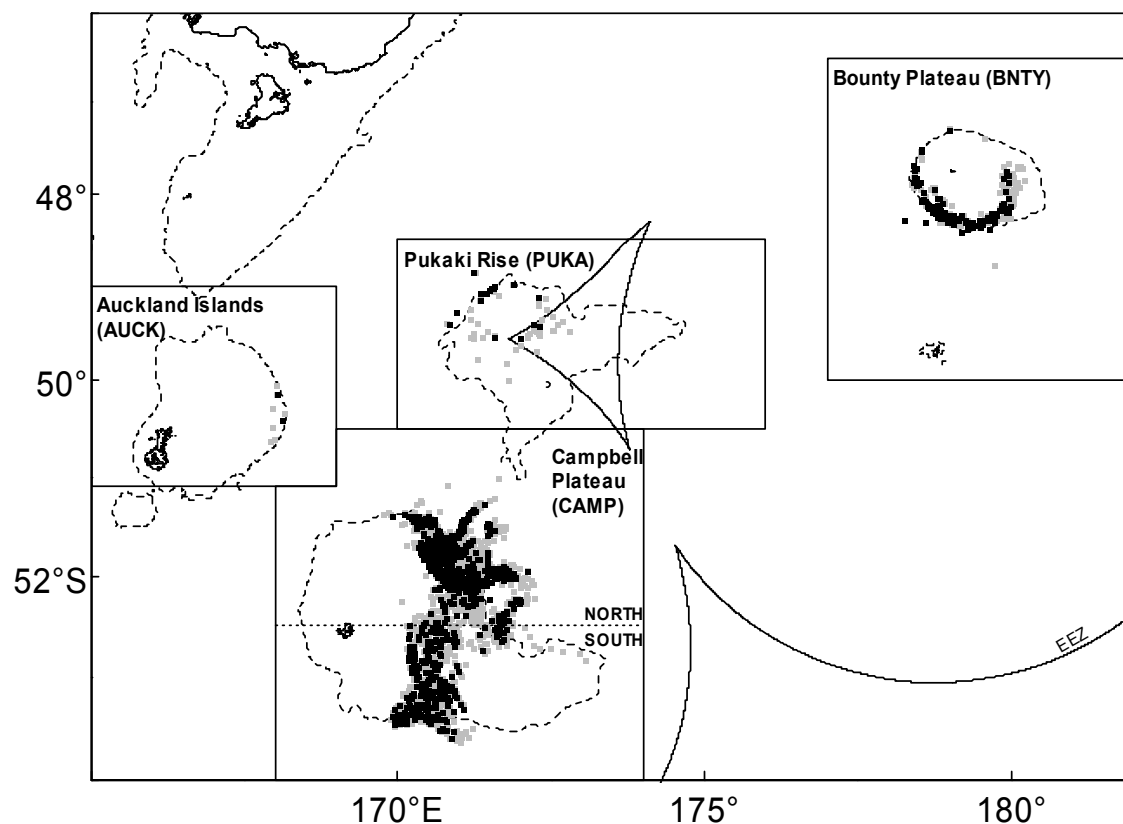 Bounty Plateau (BNTY)
48°
Pukaki Rise (PUKA)
Auckland Islands
(AUCK)
50°
Campbell
Plateau
(CAMP)
52°S
NORTH
SOUTH
EEZ
170°E
175°
180°